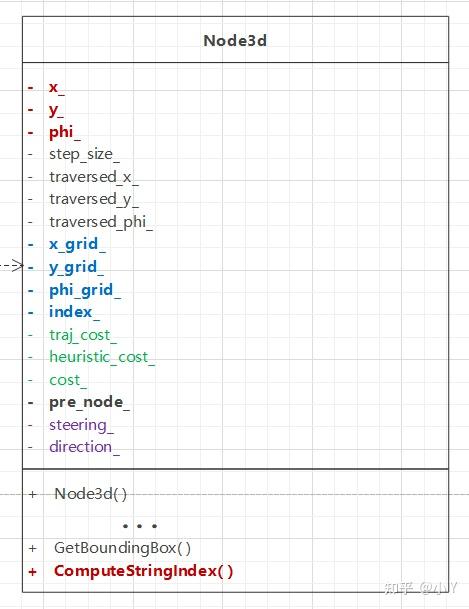 Node3d
- x_
- y_
- phi_
- step_size_
- traversed_x_
- traversed_y_
- traversed_phi_
- x_grid_
- y_grid_
- phi_grid_
- index_
- traj_cost_
- heuristic_cost_
- cost_
- pre_node_
- steering_
- direction_
+ Node3d()
...
+ GetBoundingBox()
+ ComputeStringIndex()
知乎 @小Y